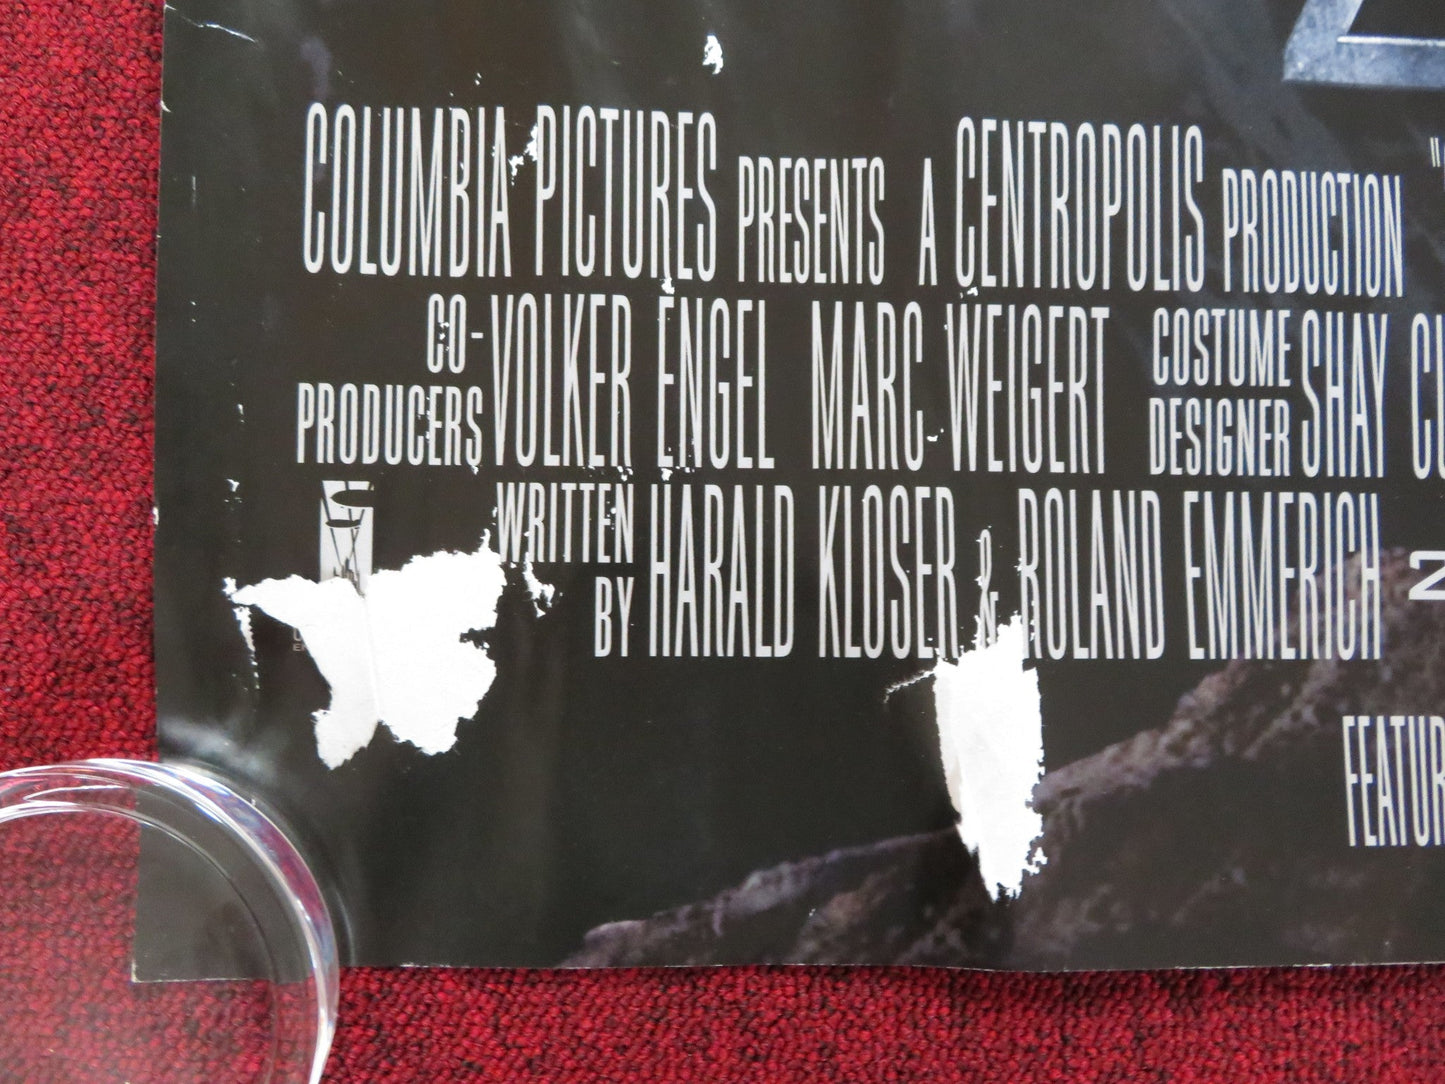 COLUMBIA PICTURES PRESENTS A CENTROPOLIS PRODUCTION "
CO-PRODUCERS VOLKER ENGEL MARC WEIGERT COSTUME DESIGNER SHAY
WRITTEN BY HARALD KLOSER & ROLAND EMMERICH
FEATUR